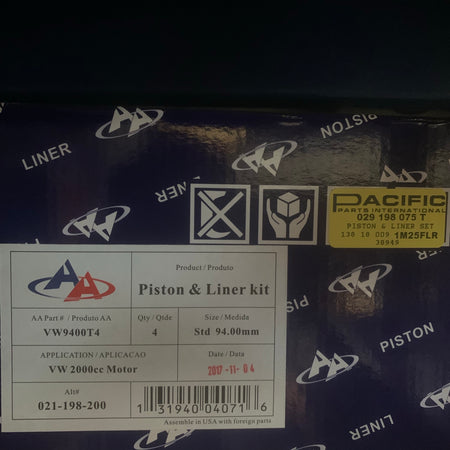 PISTON
LINER
LINER
PACIFIC
PARTS INTERNATIONAL
029 198 075 T
PISTON & LINER SET
138 10 009 1M25FLR
38949
AA
Product / Produto
Piston & Liner kit
AA Part # / Produto AA
VW9400T4
Qty / Qtde
4
Size / Medida
Std 94.00mm
APPLICATION / APLICACAO
VW 2000cc Motor
Date / Data
2017-11-04
Alt#
021-198-200
1 31940 04071 6
Assemble in USA with foreign parts
PISTON
PISTON
LINER